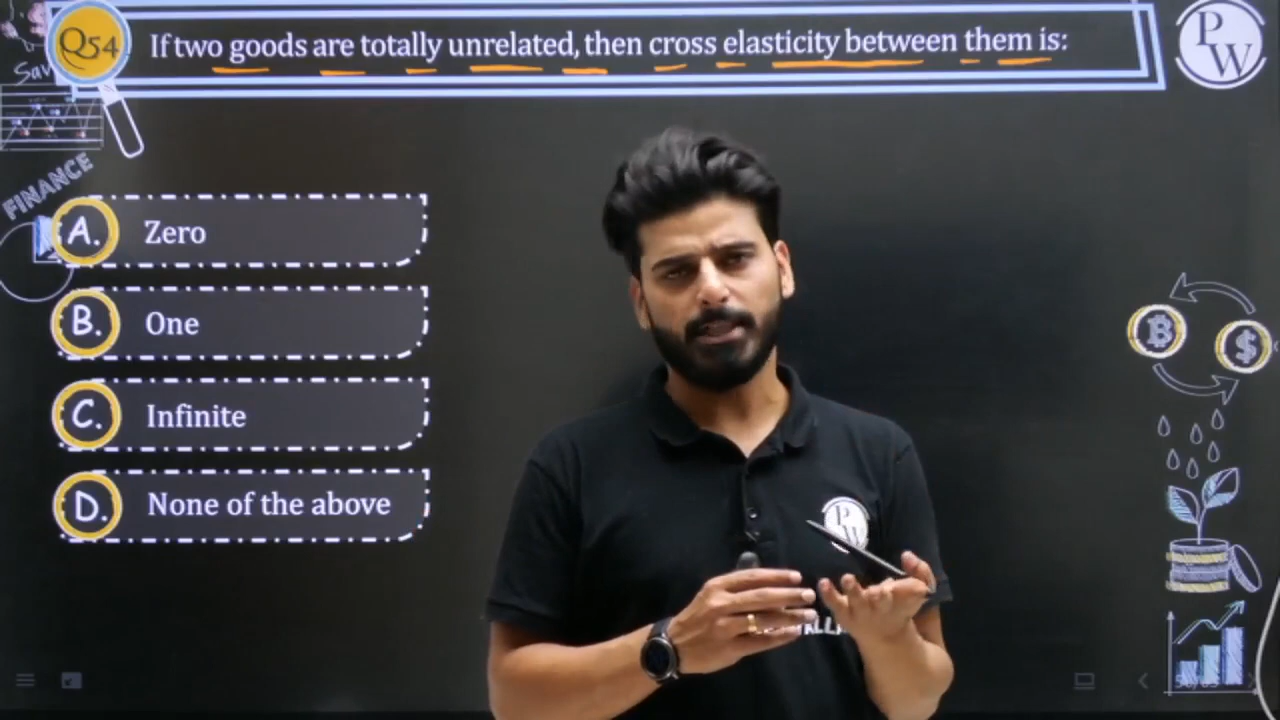 Q54
If two goods are totally unrelated, then cross elasticity between them is:
P
W
Sav
FINANCE
A. Zero
B. One
C. Infinite
D. None of the above
B
$
P
W